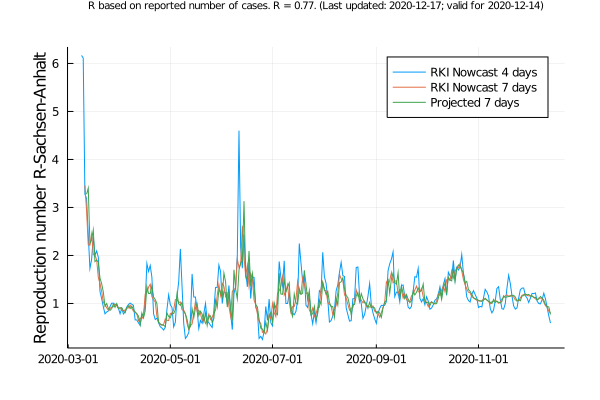 R based on reported number of cases. R = 0.77. (Last updated: 2020-12-17; valid for 2020-12-14)
Reproduction number R-Sachsen-Anhalt
RKI Nowcast 4 days
RKI Nowcast 7 days
Projected 7 days
6
5
4
3
2
1
2020-03-01 2020-05-01 2020-07-01 2020-09-01 2020-11-01